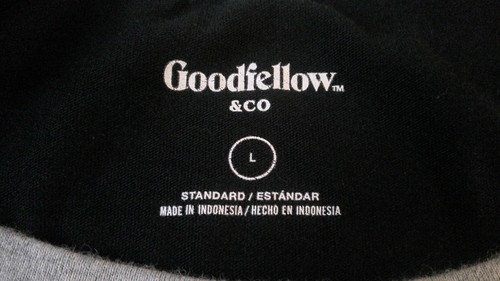 Goodfellow™
&CO
L
STANDARD / ESTÁNDAR
MADE IN INDONESIA / HECHO EN INDONESIA